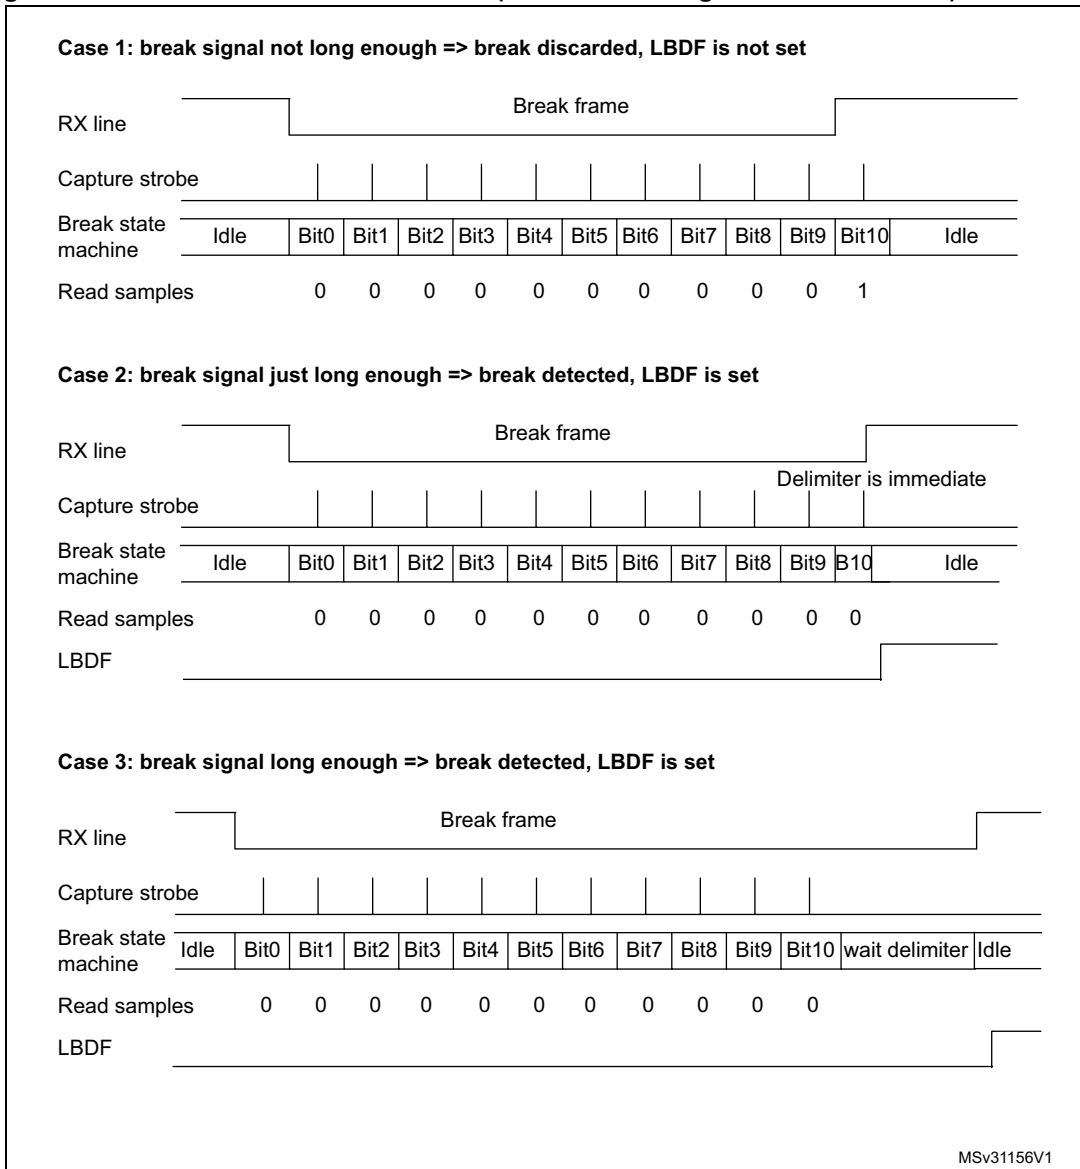 Case 1: break signal not long enough => break discarded, LBDF is not set
Break frame
RX line
Capture strobe
Break state machine Idle Bit0 Bit1 Bit2 Bit3 Bit4 Bit5 Bit6 Bit7 Bit8 Bit9 Bit10 Idle
Read samples 0 0 0 0 0 0 0 0 0 0 1
Case 2: break signal just long enough => break detected, LBDF is set
Break frame
RX line
Delimiter is immediate
Capture strobe
Break state machine Idle Bit0 Bit1 Bit2 Bit3 Bit4 Bit5 Bit6 Bit7 Bit8 Bit9 B10 Idle
Read samples 0 0 0 0 0 0 0 0 0 0 0
LBDF
Case 3: break signal long enough => break detected, LBDF is set
Break frame
RX line
Capture strobe
Break state machine Idle Bit0 Bit1 Bit2 Bit3 Bit4 Bit5 Bit6 Bit7 Bit8 Bit9 Bit10 wait delimiter Idle
Read samples 0 0 0 0 0 0 0 0 0 0 0
LBDF
MSv31156V1